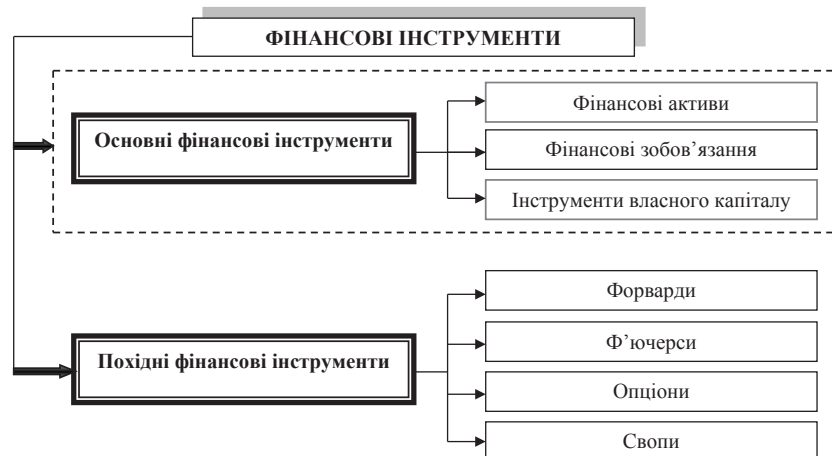 ФІНАНСОВІ ІНСТРУМЕНТИ
Основні фінансові інструменти
Фінансові активи
Фінансові зобов’язання
Інструменти власного капіталу
Похідні фінансові інструменти
Форварди
Ф’ючерси
Опціони
Свопи